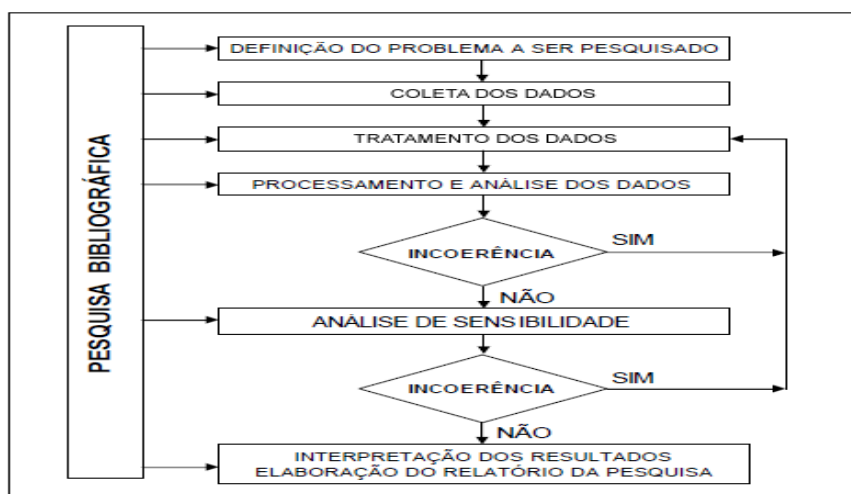 PESQUISA BIBLIOGRÁFICA
DEFINIÇÃO DO PROBLEMA A SER PESQUISADO
COLETA DOS DADOS
TRATAMENTO DOS DADOS
PROCESSAMENTO E ANÁLISE DOS DADOS
INCOERÊNCIA
SIM
NÃO
ANÁLISE DE SENSIBILIDADE
INCOERÊNCIA
SIM
NÃO
INTERPRETAÇÃO DOS RESULTADOS
ELABORAÇÃO DO RELATÓRIO DA PESQUISA